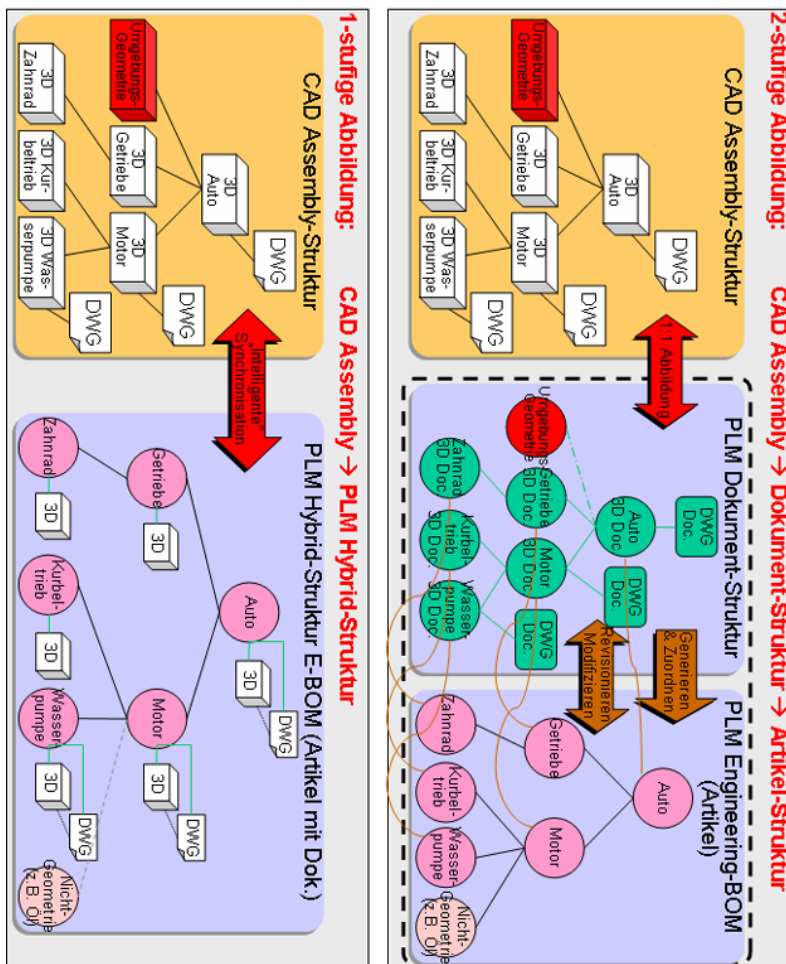 2-stufige Abbildung: CAD Assembly → Dokument-Struktur → Artikel-Struktur
CAD Assembly-Struktur
DWG
3D
Auto
DWG
Umgebungs-
Geometrie
3D
Getriebe
3D
Motor
DWG
3D
Zahnrad
3D Kur-
beltrieb
3D Was-
serpumpe
1:1 Abbildung
PLM Dokument-Struktur
DWG
Doc.
Auto
3D Doc.
DWG
Doc.
Umgebungs-
Geometrie
Getriebe
3D Doc.
Motor
3D Doc.
DWG
Doc.
Zahnrad
3D Doc.
Kurbel-
trieb
3D Doc.
Wasser-
pumpe
3D Doc.
Generieren
& Zuordnen
Revisionieren
Modifizieren
PLM Engineering-BOM
(Artikel)
Auto
Getriebe
Motor
Zahnrad
Kurbel-
trieb
Wasser-
pumpe
Nicht-
Geometrie
(z.B. Öl)
1-stufige Abbildung: CAD Assembly → PLM Hybrid-Struktur
CAD Assembly-Struktur
DWG
3D
Auto
DWG
Umgebungs-
Geometrie
3D
Getriebe
3D
Motor
DWG
3D
Zahnrad
3D Kur-
beltrieb
3D Was-
serpumpe
"Intelligente"
Synchronisation
PLM Hybrid-Struktur E-BOM (Artikel mit Dok.)
Auto
3D
DWG
Getriebe
3D
Motor
3D
DWG
Zahnrad
3D
Kurbel-
trieb
3D
Wasser-
pumpe
3D
DWG
Nicht-
Geometrie
(z.B. Öl)